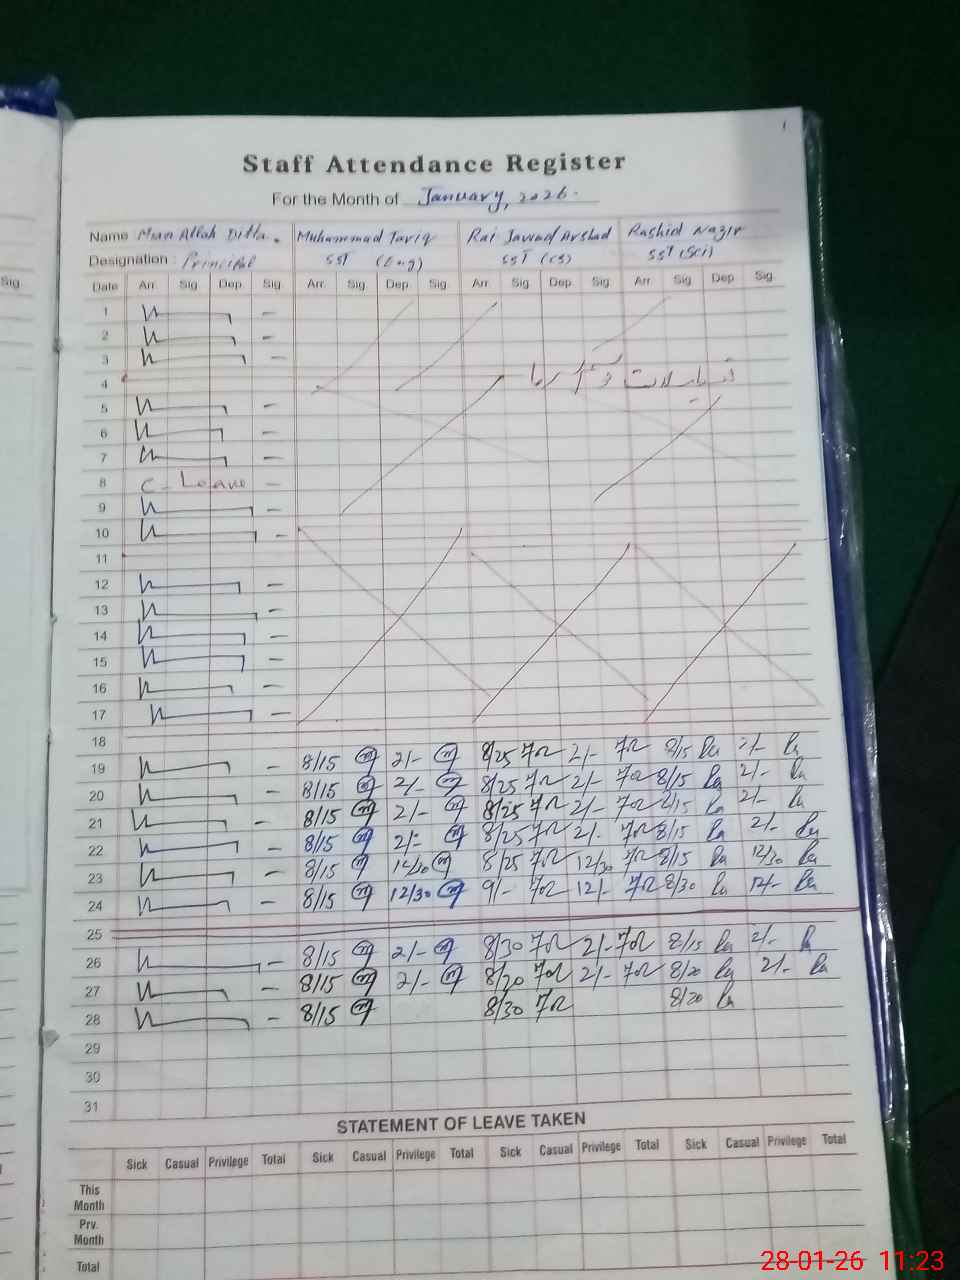 1
Staff Attendance Register
For the Month of January, 2026.
Name Mian Allah Ditta. Muhammad Tariq Rai Javed Arshad Rashid Nazir
Designation : Principal SST (Eng) SST (CS) SST (Sci)
Sig.
Date Arr. Sig. Dep. Sig. Arr. Sig. Dep. Sig. Arr. Sig. Dep. Sig. Arr. Sig. Dep. Sig.
1 -
2 -
3 -
4
5 -
6 -
7 -
8 C-Leave -
9 -
10 -
11
12 -
13 -
14 -
15 -
16 -
17 -
18
19 - 8/15 2/- 8/25 2/- 8/15 2/-
20 - 8/15 2/- 8/25 2/- 8/15 2/-
21 - 8/15 2/- 8/25 2/- 8/15 2/-
22 - 8/15 2/- 8/25 2/- 8/15 2/-
23 - 8/15 12/30 8/25 12/30 8/15 12/30
24 - 8/15 12/30 9/- 12/- 8/30 12/-
25
26 - 8/15 2/- 8/30 2/- 8/15 2/-
27 - 8/15 2/- 8/20 2/- 8/20 2/-
28 - 8/15 8/30 8/20
29
30
31
STATEMENT OF LEAVE TAKEN
Sick Casual Privilege Total Sick Casual Privilege Total Sick Casual Privilege Total Sick Casual Privilege Total
This Month
Prv. Month
Total
28-01-26 11:23